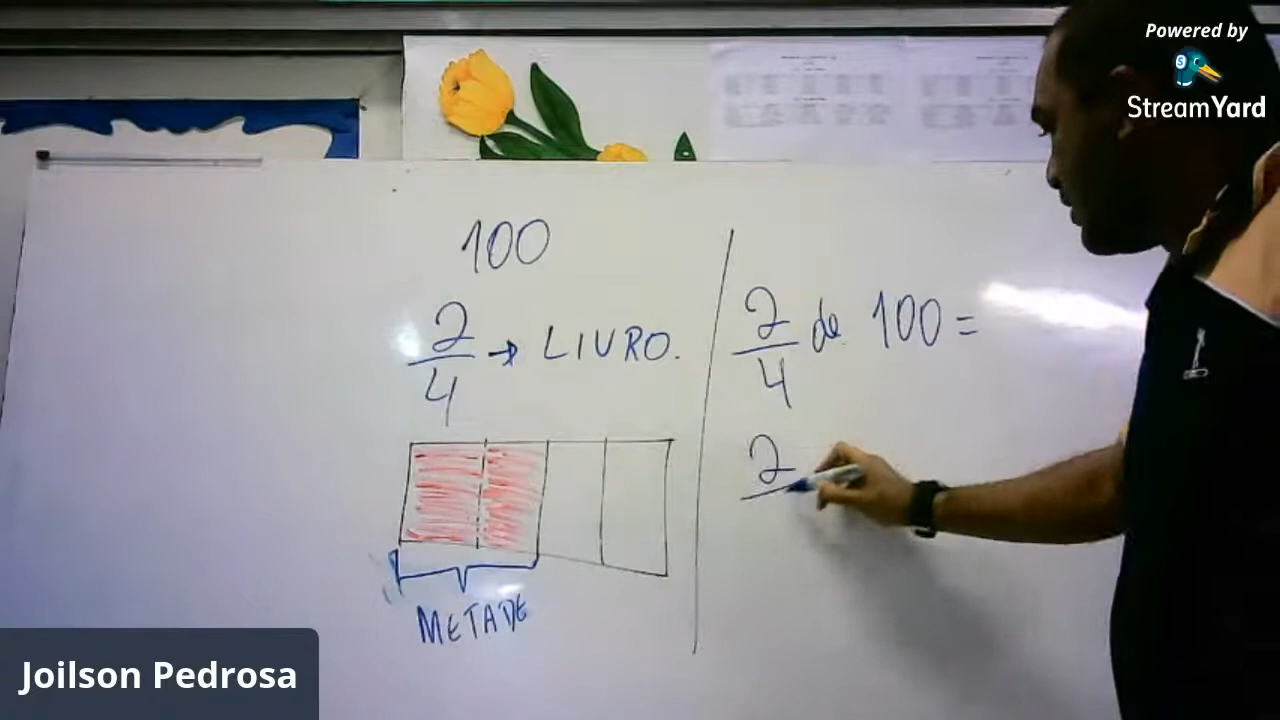 Powered by
StreamYard
100
2/4 → LIVRO.
METADE
2/4 de 100 =
2
Joilson Pedrosa